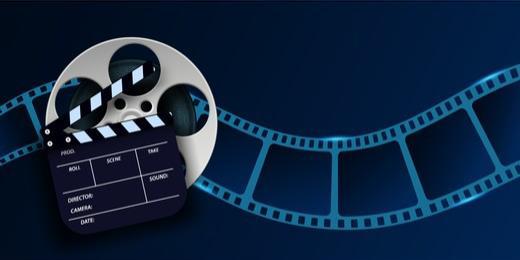 PROD.
ROLL SCENE TAKE
SOUND:
DIRECTOR:
CAMERA:
DATE: